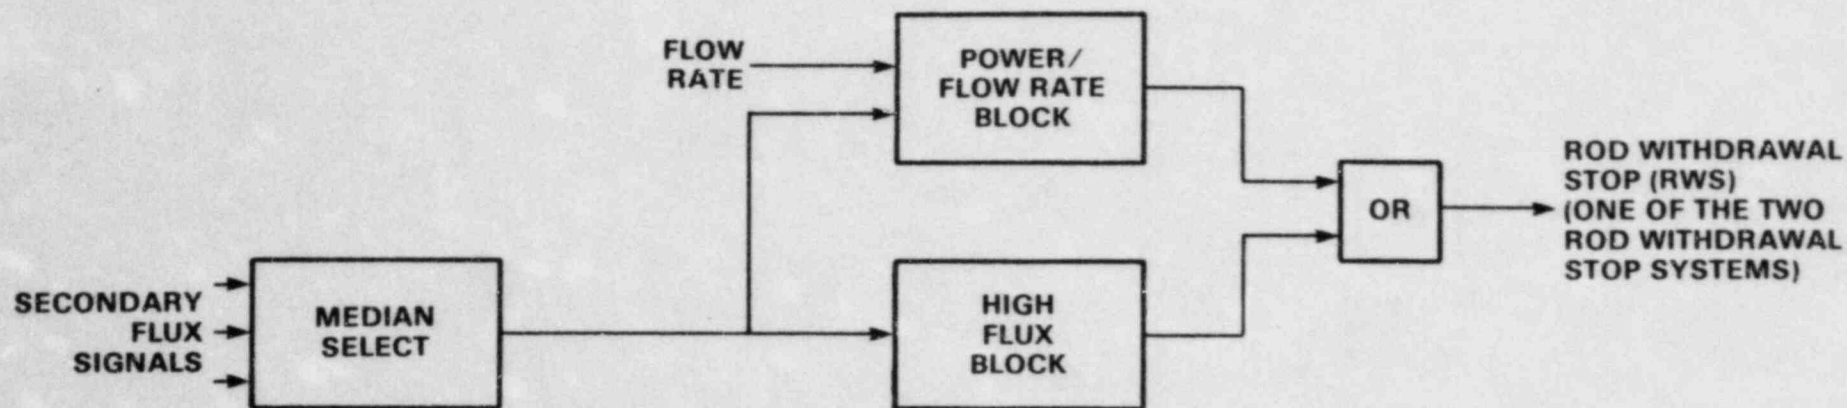 FLOW
RATE
POWER/
FLOW RATE
BLOCK
SECONDARY
FLUX
SIGNALS
MEDIAN
SELECT
HIGH
FLUX
BLOCK
OR
ROD WITHDRAWAL
STOP (RWS)
(ONE OF THE TWO
ROD WITHDRAWAL
STOP SYSTEMS)